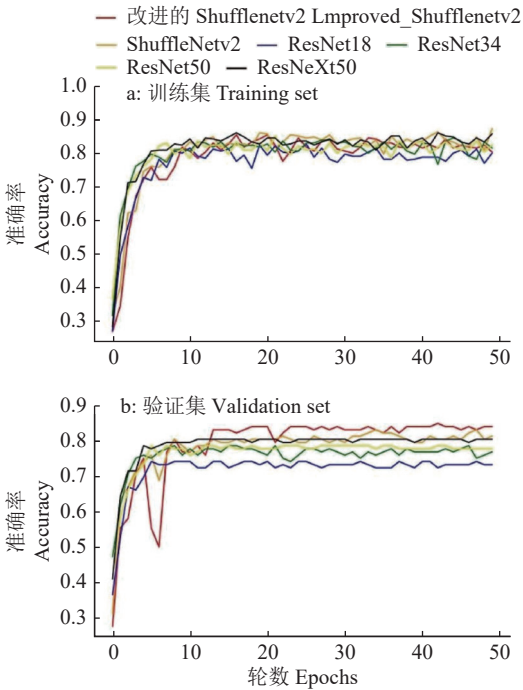 改进的 Shufflenetv2 Lmproved_Shufflenetv2
ShuffleNetv2 ResNet18 ResNet34
ResNet50 ResNeXt50
a: 训练集 Training set
1.0
0.9
0.8
0.7
0.6
0.5
0.4
0.3
准确率
Accuracy
0 10 20 30 40 50
b: 验证集 Validation set
0.9
0.8
0.7
0.6
0.5
0.4
0.3
准确率
Accuracy
0 10 20 30 40 50
轮数 Epochs